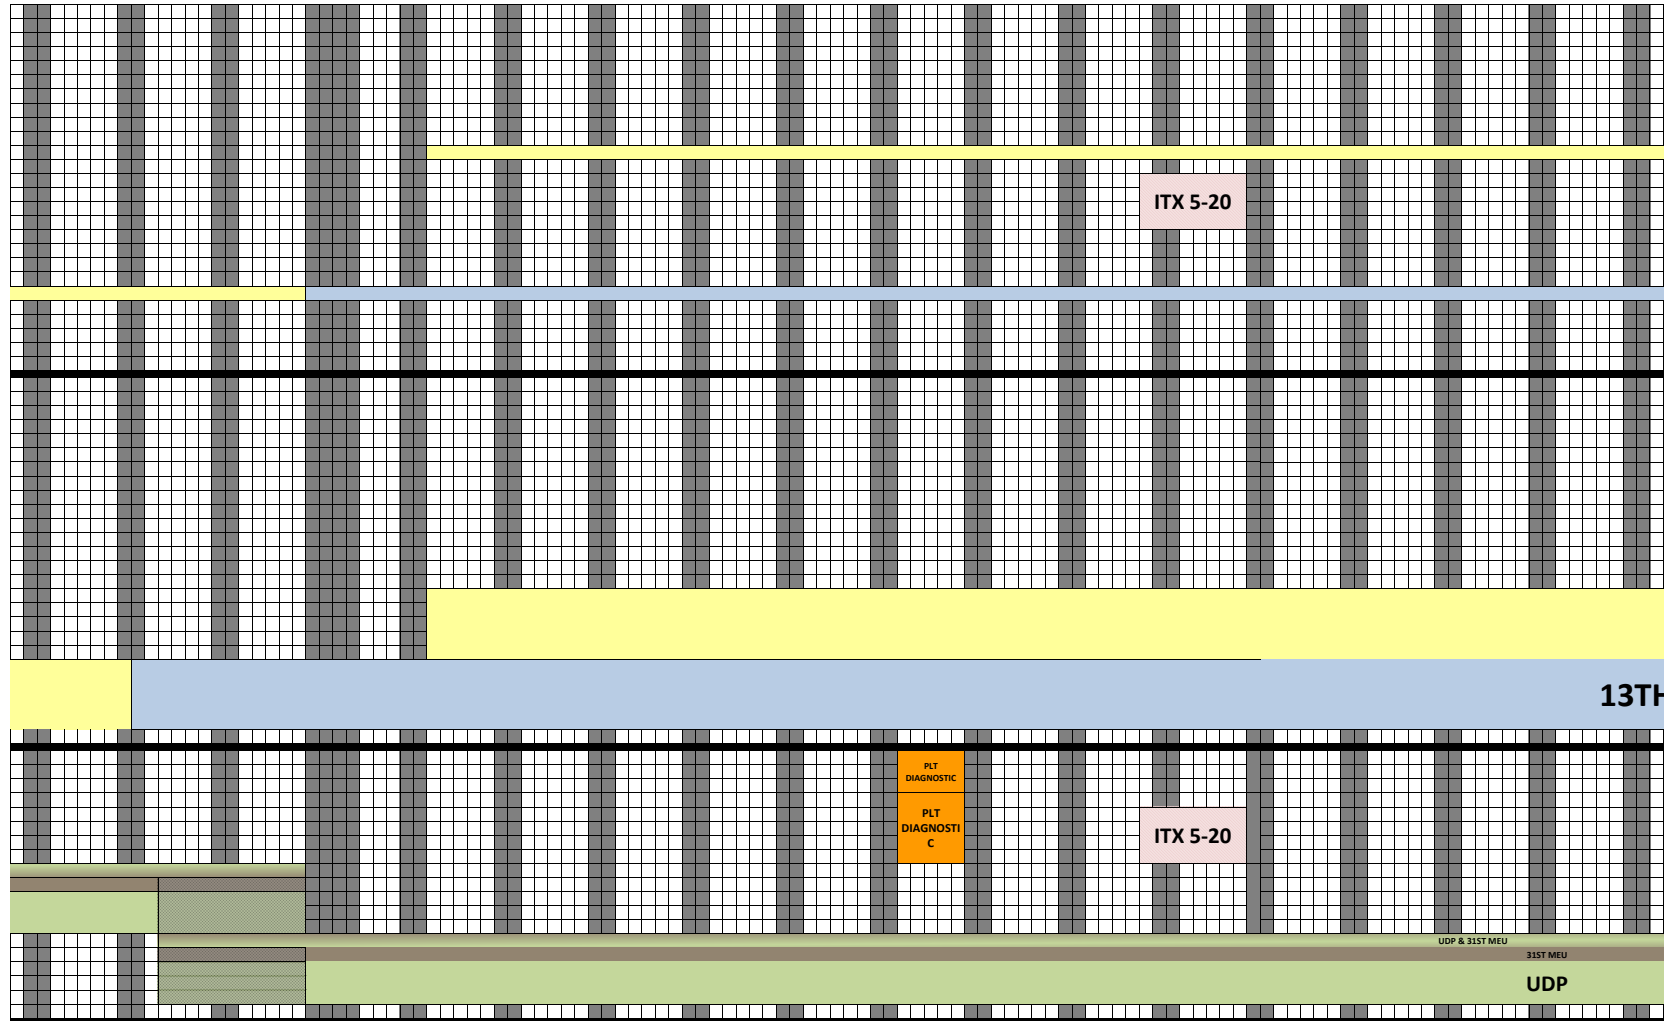 ITX 5-20
13TH
PLT
DIAGNOSTIC
PLT
DIAGNOSTI
C
ITX 5-20
UDP & 31ST MEU
31ST MEU
UDP